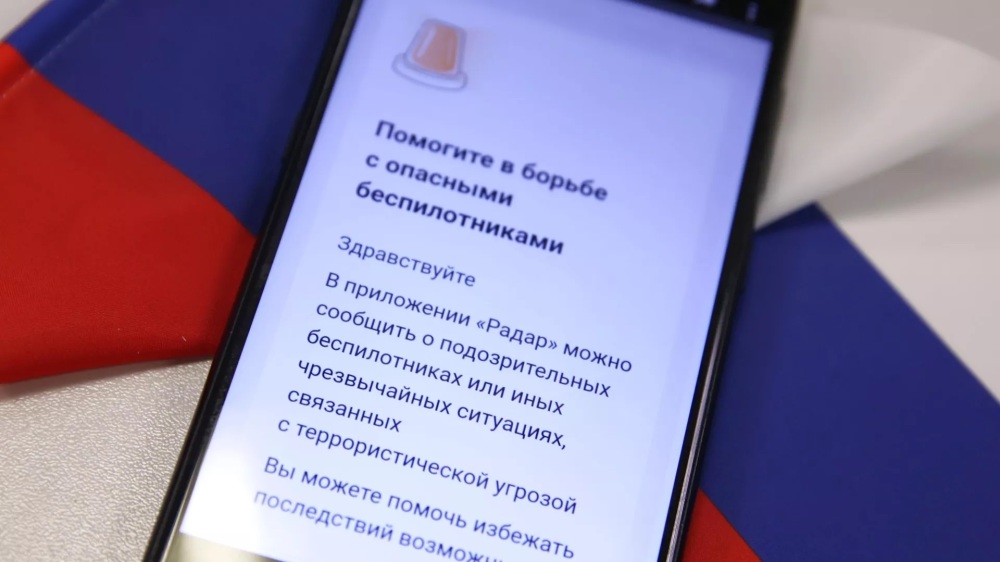 Помогите в борьбе
с опасными
беспилотниками
Здравствуйте
В приложении «Радар» можно
сообщить о подозрительных
беспилотниках или иных
чрезвычайных ситуациях,
связанных
с террористической угрозой
Вы можете помочь избежать
последствий